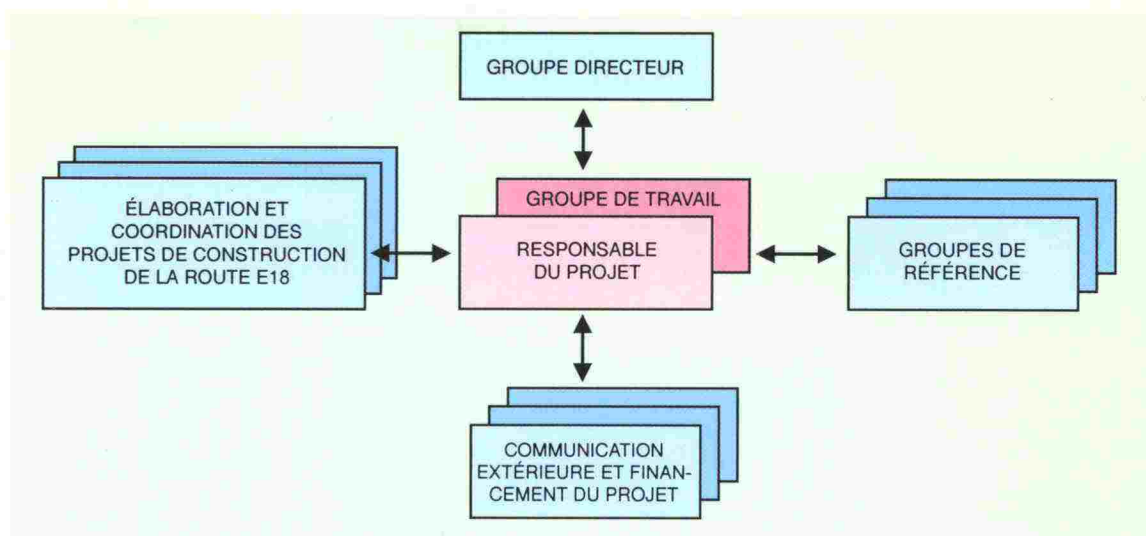 GROUPE DIRECTEUR
ÉLABORATION ET
COORDINATION DES
PROJETS DE CONSTRUCTION
DE LA ROUTE E18
GROUPE DE TRAVAIL
RESPONSABLE
DU PROJET
GROUPES DE
RÉFÉRENCE
COMMUNICATION
EXTÉRIEURE ET FINAN-
CEMENT DU PROJET